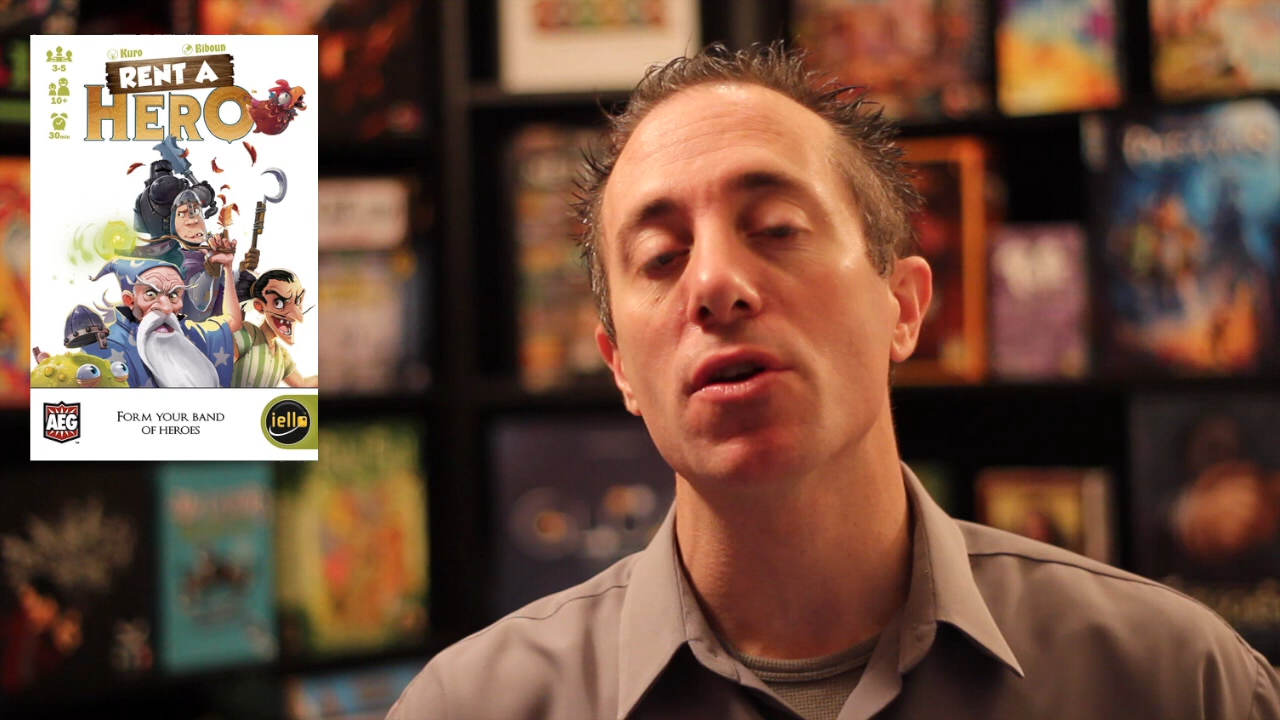 Kuro
Biboun
RENT A
HERO
3-5
10+
30min
AEG
FORM YOUR BAND
OF HEROES
iello